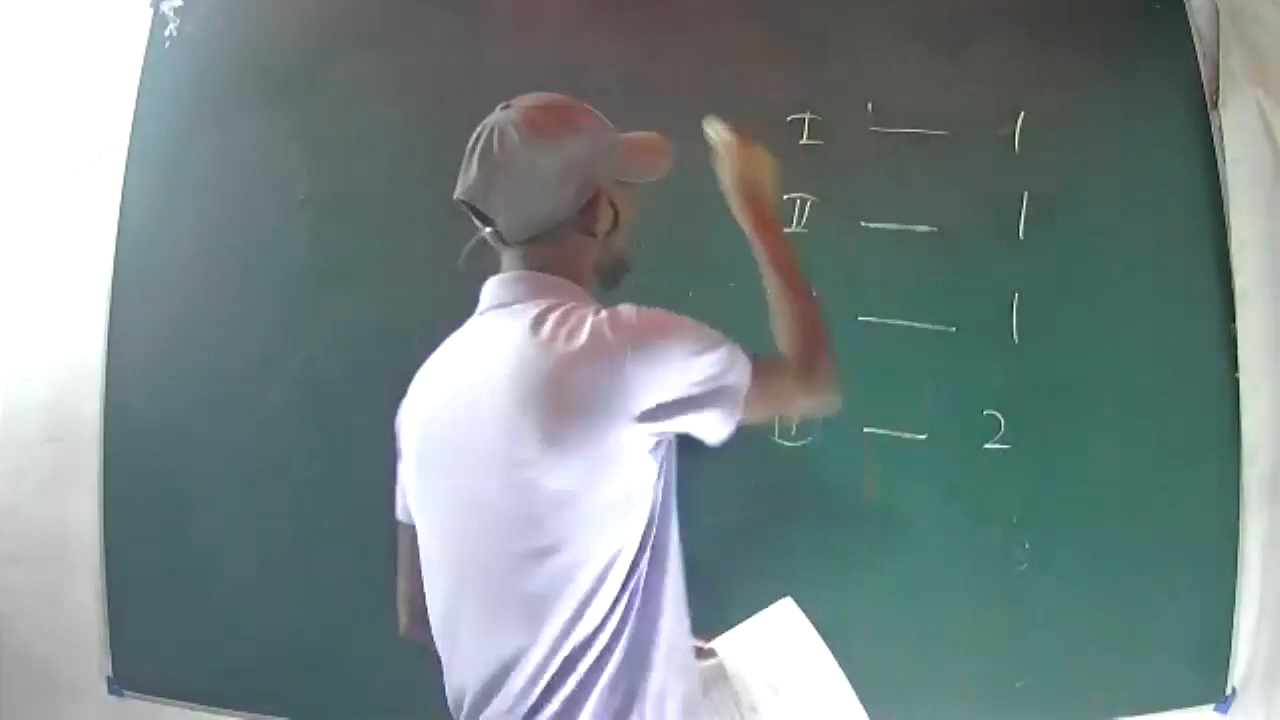 I — 1
II — 1
— 1
— 2